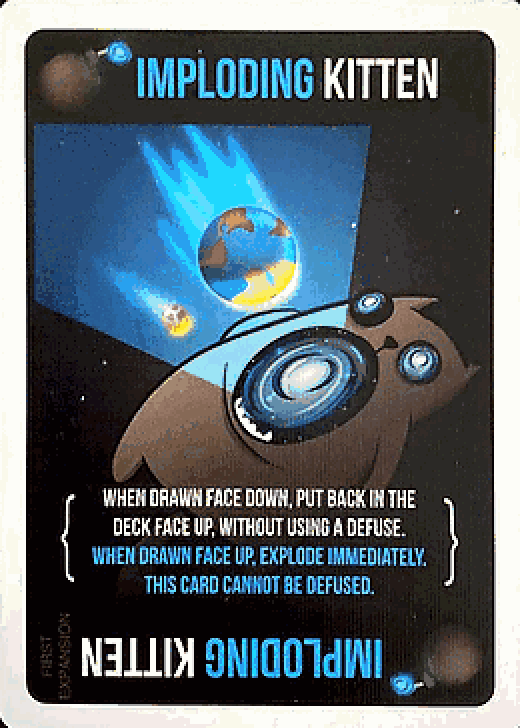 IMPLODING KITTEN
WHEN DRAWN FACE DOWN, PUT BACK IN THE
DECK FACE UP, WITHOUT USING A DEFUSE.
WHEN DRAWN FACE UP, EXPLODE IMMEDIATELY.
THIS CARD CANNOT BE DEFUSED.
FIRST
EXPANSION
IMPLODING KITTEN